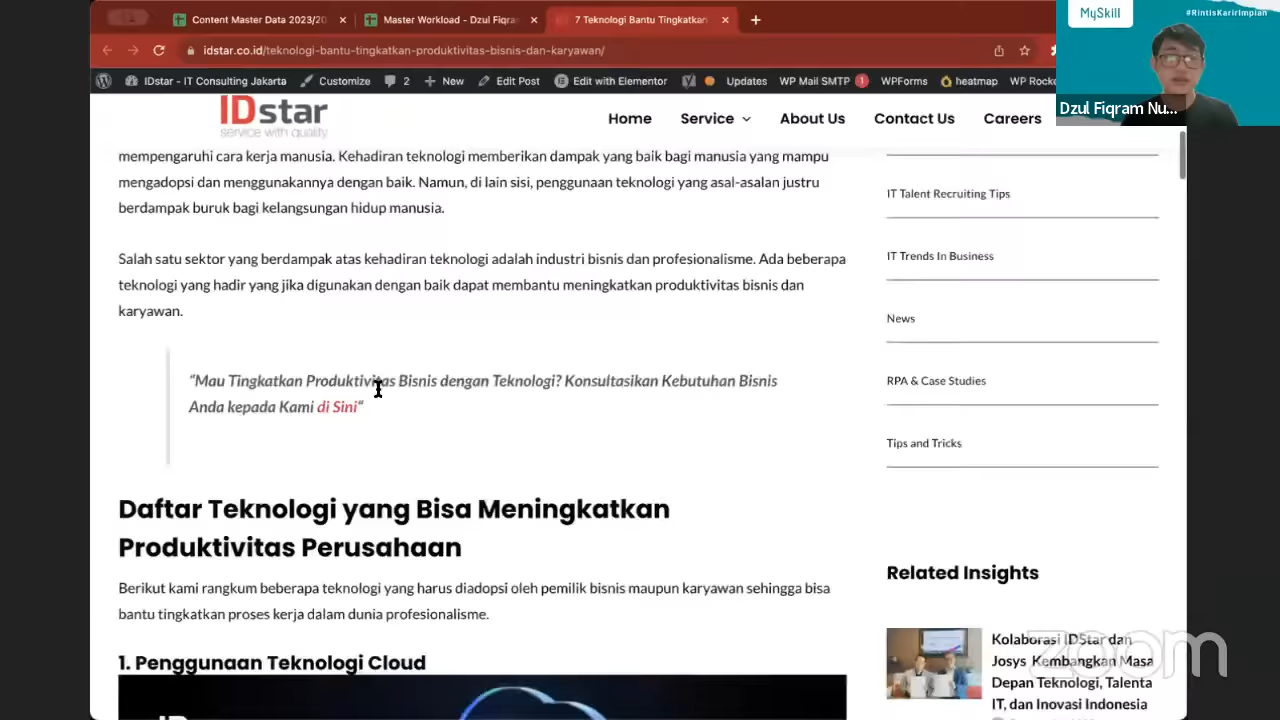 Content Master Data 2023/20
Master Workload - Dzul Fiqram
7 Teknologi Bantu Tingkatkan
MySkill
#RintisKarirImpian
idstar.co.id/teknologi-bantu-tingkatkan-produktivitas-bisnis-dan-karyawan/
IDstar - IT Consulting Jakarta
Customize
2
New
Edit Post
Edit with Elementor
Updates
WP Mail SMTP 1
WPForms
heatmap
WP Rocke
Dzul Fiqram Nu...
IDstar
service with quality
Home
Service
About Us
Contact Us
Careers
mempengaruhi cara kerja manusia. Kehadiran teknologi memberikan dampak yang baik bagi manusia yang mampu
mengadopsi dan menggunakannya dengan baik. Namun, di lain sisi, penggunaan teknologi yang asal-asalan justru
berdampak buruk bagi kelangsungan hidup manusia.
Salah satu sektor yang berdampak atas kehadiran teknologi adalah industri bisnis dan profesionalisme. Ada beberapa
teknologi yang hadir yang jika digunakan dengan baik dapat membantu meningkatkan produktivitas bisnis dan
karyawan.
“Mau Tingkatkan Produktivitas Bisnis dengan Teknologi? Konsultasikan Kebutuhan Bisnis
Anda kepada Kami di Sini“
Daftar Teknologi yang Bisa Meningkatkan
Produktivitas Perusahaan
Berikut kami rangkum beberapa teknologi yang harus diadopsi oleh pemilik bisnis maupun karyawan sehingga bisa
bantu tingkatkan proses kerja dalam dunia profesionalisme.
1. Penggunaan Teknologi Cloud
ID
IT Talent Recruiting Tips
IT Trends In Business
News
RPA & Case Studies
Tips and Tricks
Related Insights
Kolaborasi IDStar dan
Josys Kembangkan Masa
Depan Teknologi, Talenta
IT, dan Inovasi Indonesia
zoom